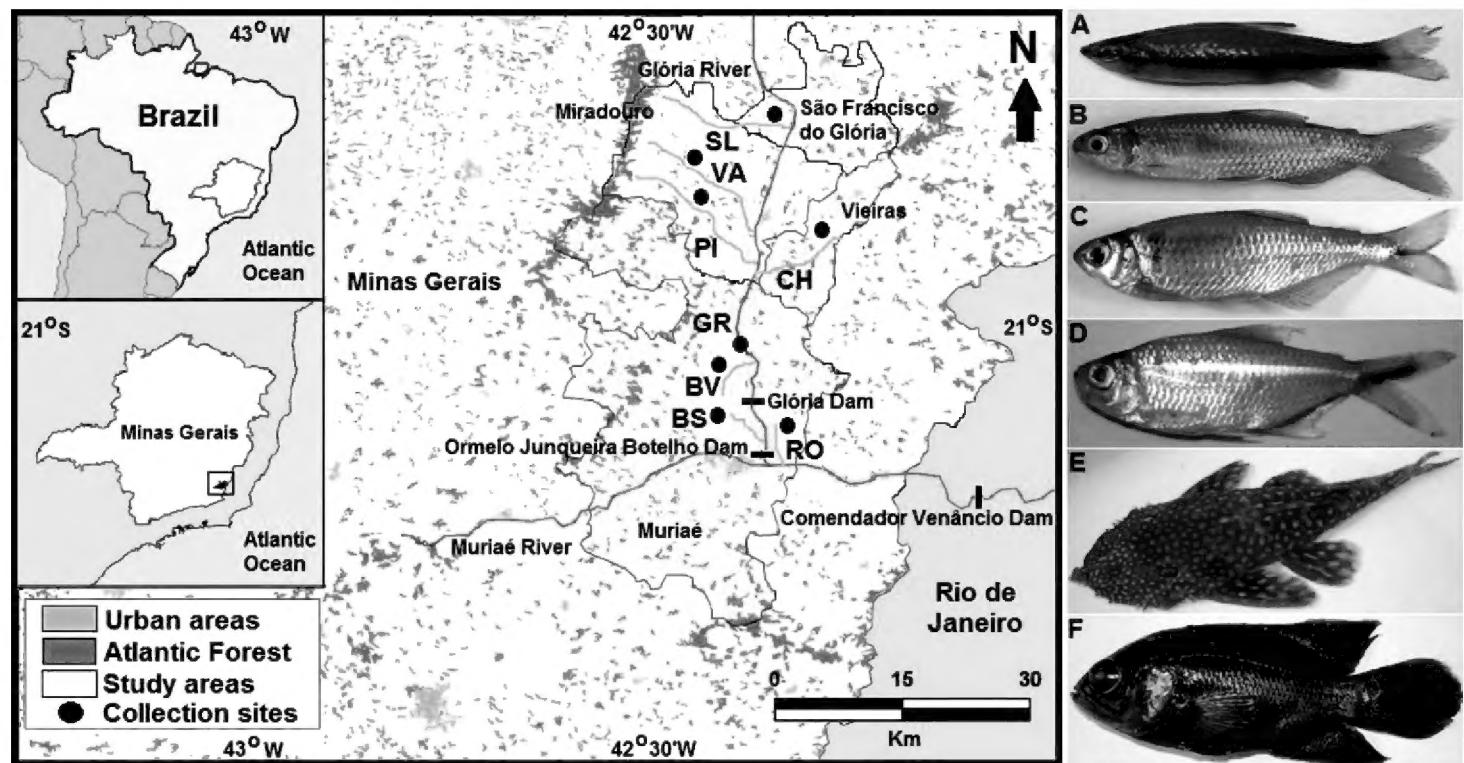 43°W
Brazil
Atlantic
Ocean
21°S
Minas Gerais
Atlantic
Ocean
Urban areas
Atlantic Forest
Study areas
Collection sites
43°W
42°30'W
N
Glória River
Miradouro
São Francisco
do Glória
SL
VA
Vieiras
PI
CH
Minas Gerais
GR
21°S
BV
Glória Dam
BS
Ormelo Junqueira Botelho Dam
RO
Comendador Venâncio Dam
Muriaé
Muriaé River
Rio de
Janeiro
0 15 30
Km
42°30'W
A
B
C
D
E
F